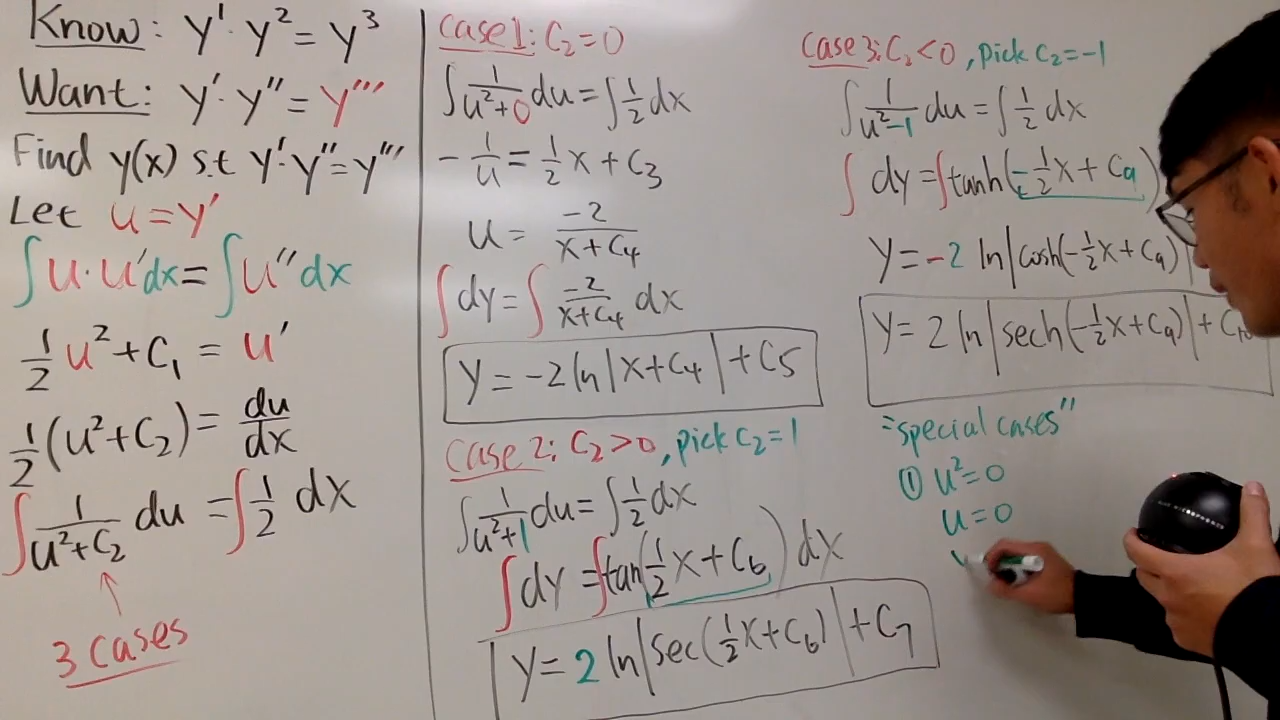 Know: y'·y² = y³
Want: y'·y'' = y'''
Find y(x) s.t y'·y''=y'''
Let u=y'
∫u·u'dx=∫u''dx
1/2 u²+C₁ = u'
1/2(u²+C₂) = du/dx
∫1/(u²+C₂) du = ∫1/2 dx
3 cases
Case 1: C₂=0
∫1/(u²+0) du = ∫1/2 dx
-1/u = 1/2x + C₃
u = -2/(x+C₄)
∫dy = ∫ -2/(x+C₄) dx
y = -2 ln|x+C₄| + C₅
Case 2: C₂>0, pick C₂=1
∫1/(u²+1) du = ∫1/2 dx
∫dy = ∫tan(1/2x+C₆) dx
y = 2 ln|sec(1/2x+C₆)| + C₇
Case 3: C₂<0, pick C₂=-1
∫1/(u²-1) du = ∫1/2 dx
∫dy = ∫tanh(-1/2x+C₉)
y = -2 ln|cosh(-1/2x+C₉)|
y = 2 ln|sech(-1/2x+C₉)| + C₁₀
"special cases"
① u²=0
u=0